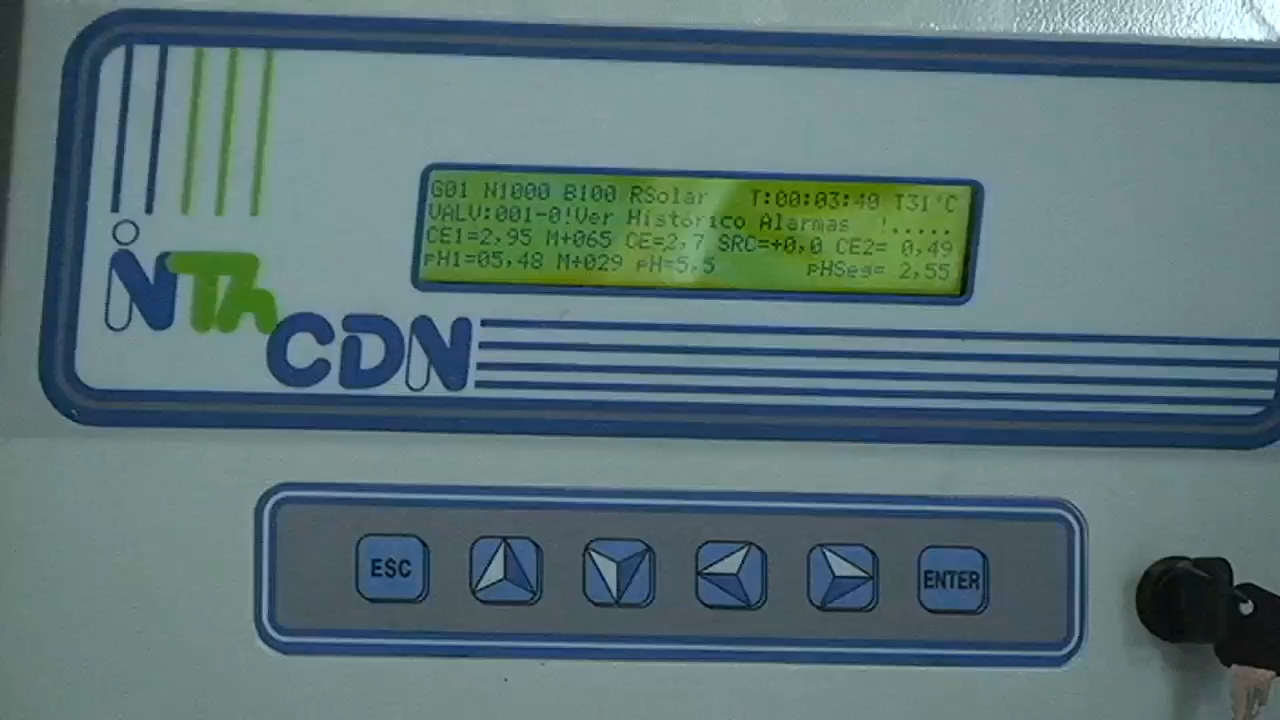 G01 N1000 B100 RSolar T:00:03:40 T31°C
VALV:001-0!Ver Histórico Alarmas !.....
CE1=2,95 M+065 CE=2,7 SRC=+0,0 CE2= 0,49
pH1=05,48 M+029 pH=5,5 pHSeg= 2,55
iNTA
CDN
ESC
ENTER